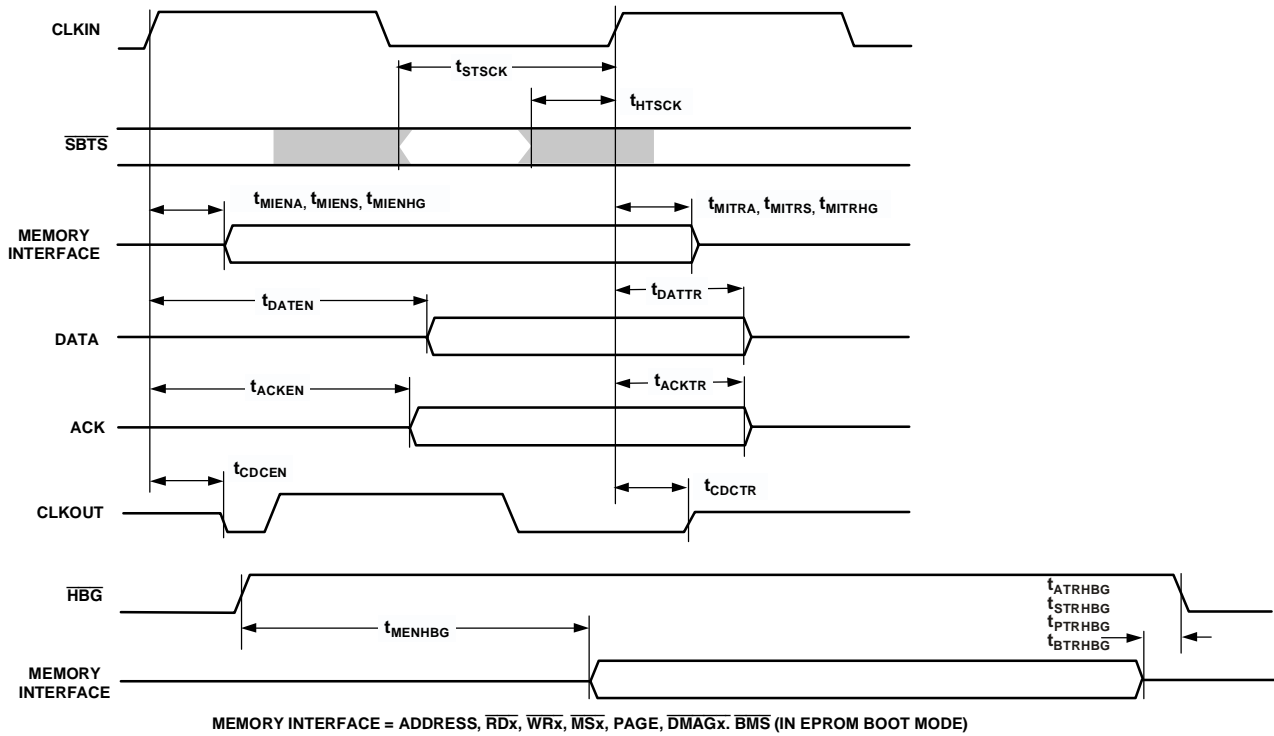 CLKIN
tSTSCK
tHTSCK
SBTS
tMIENA, tMIENS, tMIENHG
tMITRA, tMITRS, tMITRHG
MEMORY
INTERFACE
tDATEN
tDATTR
DATA
tACKEN
tACKTR
ACK
tCDCEN
tCDCTR
CLKOUT
HBG
tMENHBG
tATRHBG
tSTRHBG
tPTRHBG
tBTRHBG
MEMORY
INTERFACE
MEMORY INTERFACE = ADDRESS, RDx, WRx, MSx, PAGE, DMAGx. BMS (IN EPROM BOOT MODE)